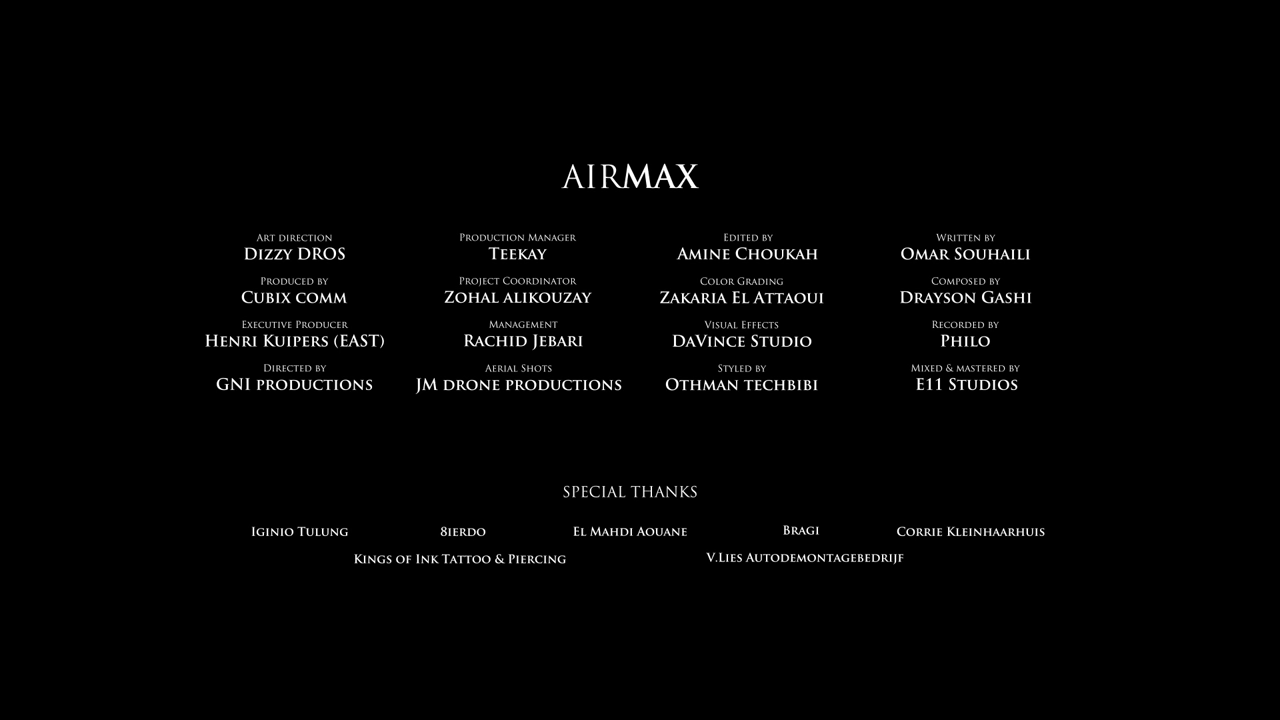 AIRMAX
Art direction
Dizzy DROS
Production Manager
Teekay
Edited by
Amine Choukah
Written by
Omar Souhaili
Produced by
Cubix comm
Project Coordinator
Zohal alikouzay
Color Grading
Zakaria El Attaoui
Composed by
Drayson Gashi
Executive Producer
Henri Kuipers (EAST)
Management
Rachid Jebari
Visual Effects
DaVince Studio
Recorded by
Philo
Directed by
GNI productions
Aerial Shots
JM drone productions
Styled by
Othman techbibi
Mixed & mastered by
E11 Studios
SPECIAL THANKS
Iginio Tulung
8ierdo
El Mahdi Aouane
Bragi
Corrie Kleinhaarhuis
Kings of Ink Tattoo & Piercing
V.Lies Autodemontagebedrijf